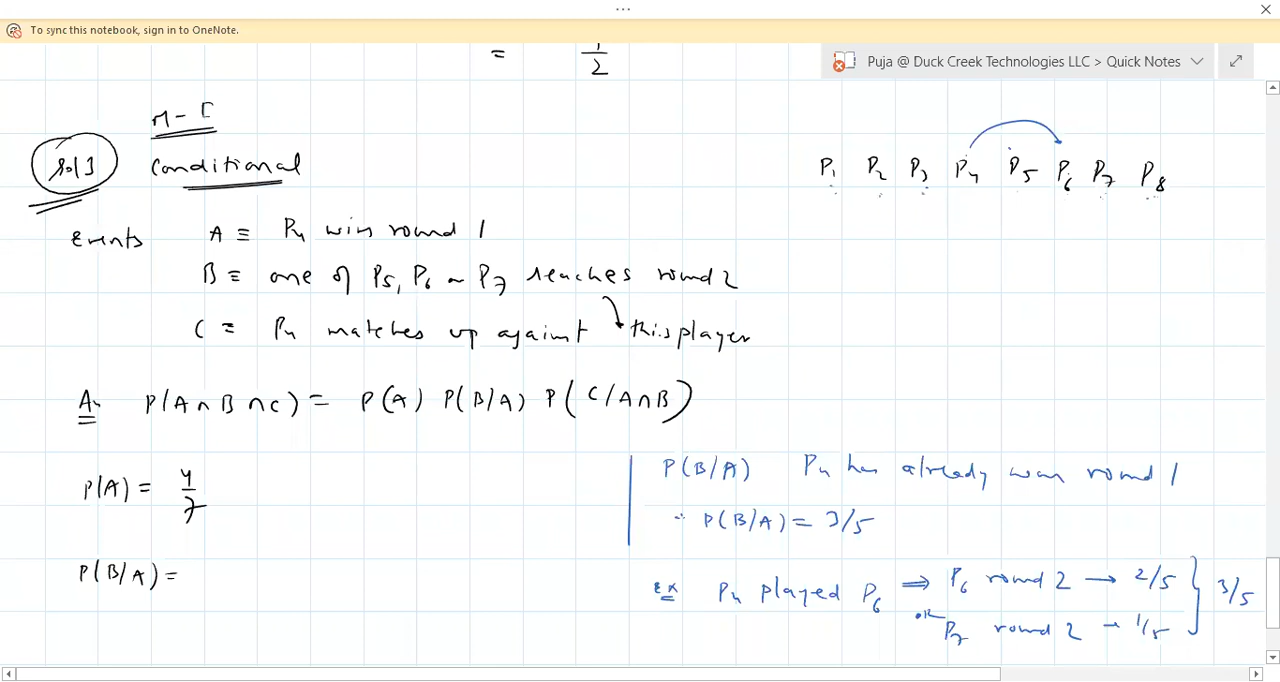 To sync this notebook, sign in to OneNote.
= 1/2
Puja @ Duck Creek Technologies LLC > Quick Notes
Sol 3
Conditional
P1 P2 P3 P4 P5 P6 P7 P8
Events A ≡ P4 win round 1
B ≡ one of P5, P6 or P7 reaches round 2
C ≡ P4 matches up against this player
P(A∩B∩C) = P(A) P(B/A) P(C/A∩B)
P(A) = 4/7
P(B/A) P4 has already won round 1
∴ P(B/A) = 3/5
P(B/A) =
Ex P4 played P6 ⇒ P6 round 2 → 2/5 } 3/5
or P7 round 2 → 1/5